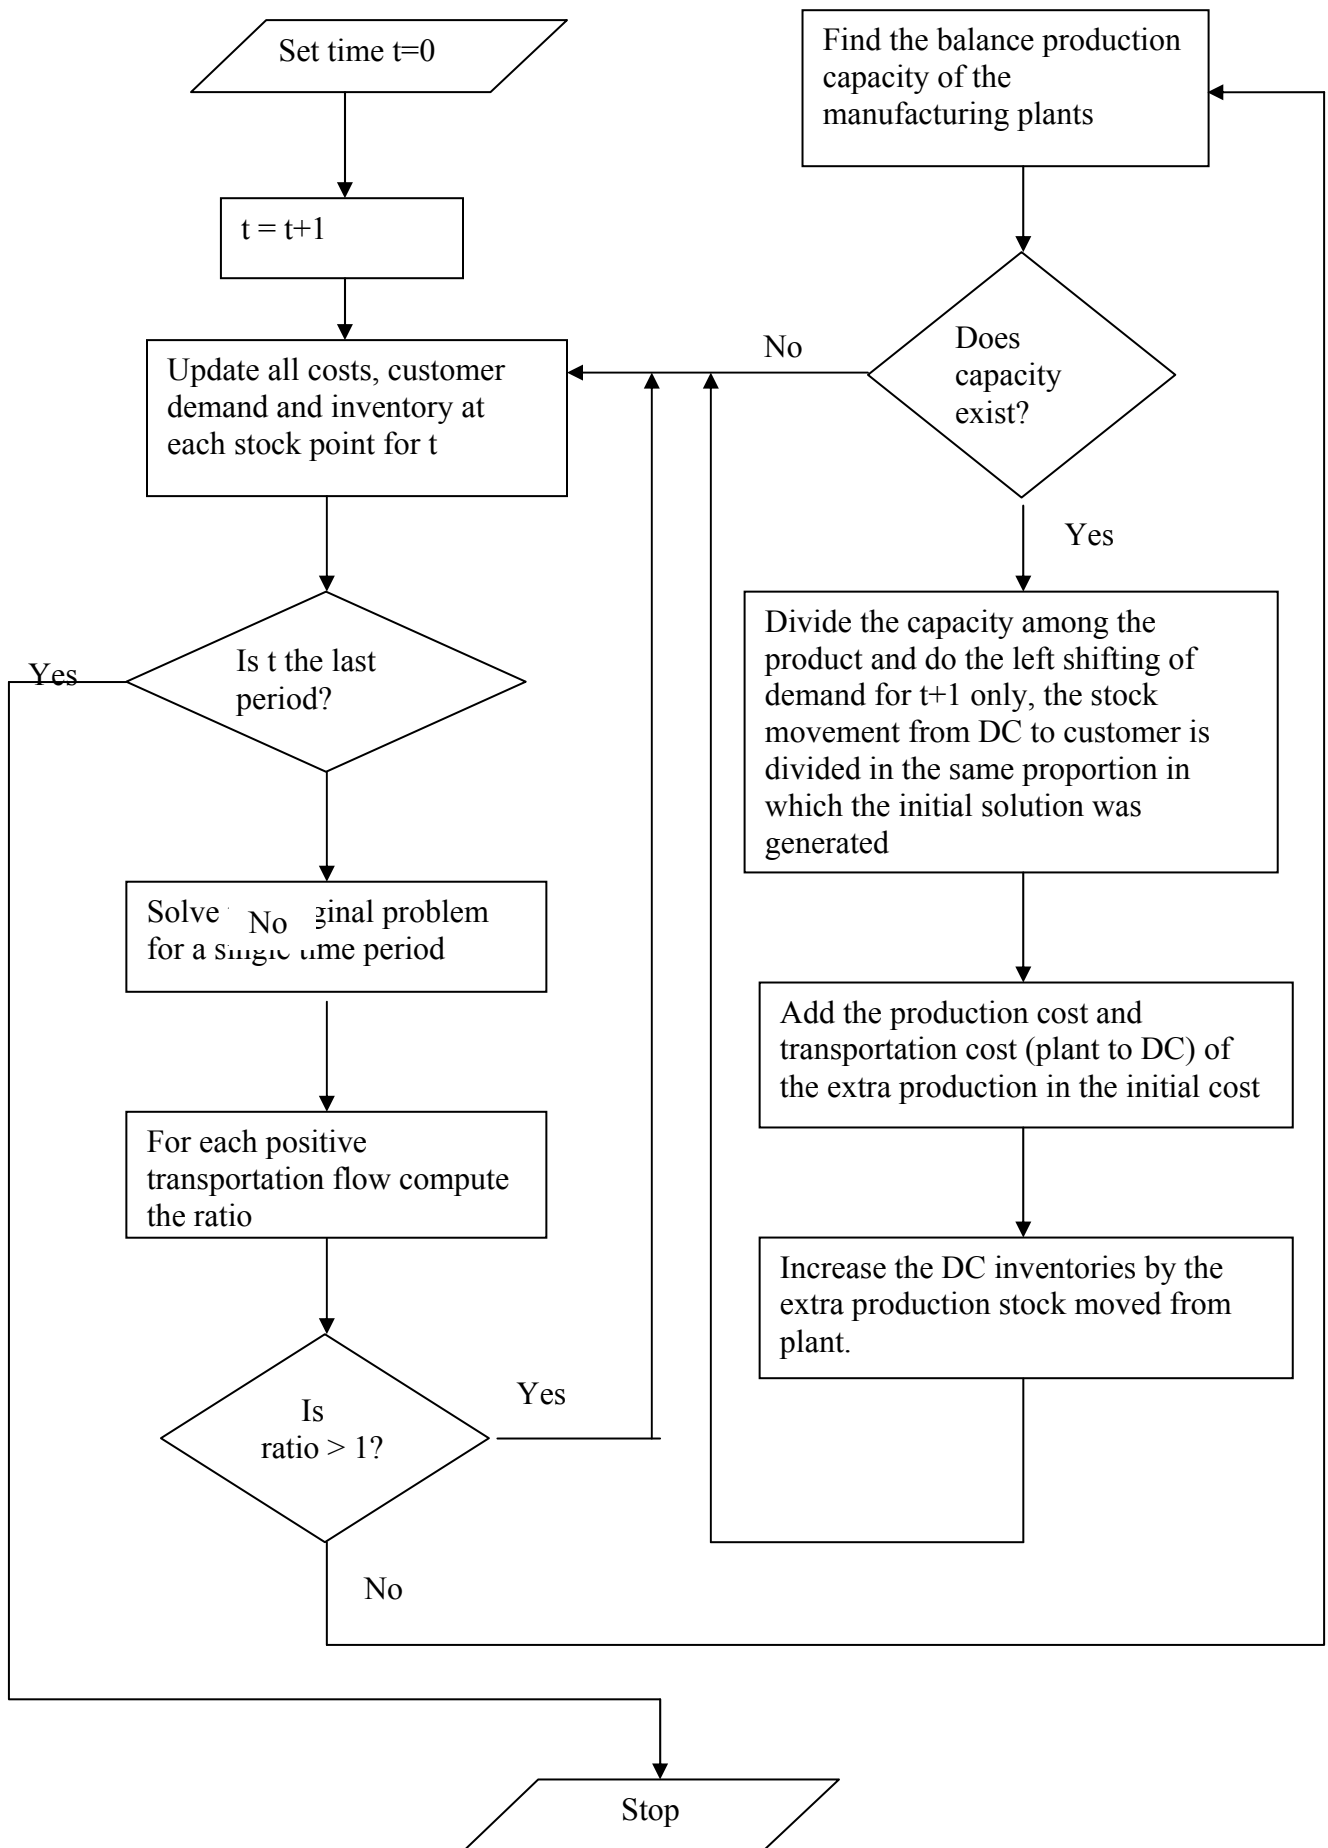 Set time t=0
t = t+1
Update all costs, customer
demand and inventory at
each stock point for t
Yes
Is t the last
period?
No
Solve ginal problem
for a single time period
For each positive
transportation flow compute
the ratio
Is
ratio > 1?
Yes
No
Find the balance production
capacity of the
manufacturing plants
No
Does
capacity
exist?
Yes
Divide the capacity among the
product and do the left shifting of
demand for t+1 only, the stock
movement from DC to customer is
divided in the same proportion in
which the initial solution was
generated
Add the production cost and
transportation cost (plant to DC) of
the extra production in the initial cost
Increase the DC inventories by the
extra production stock moved from
plant.
Stop